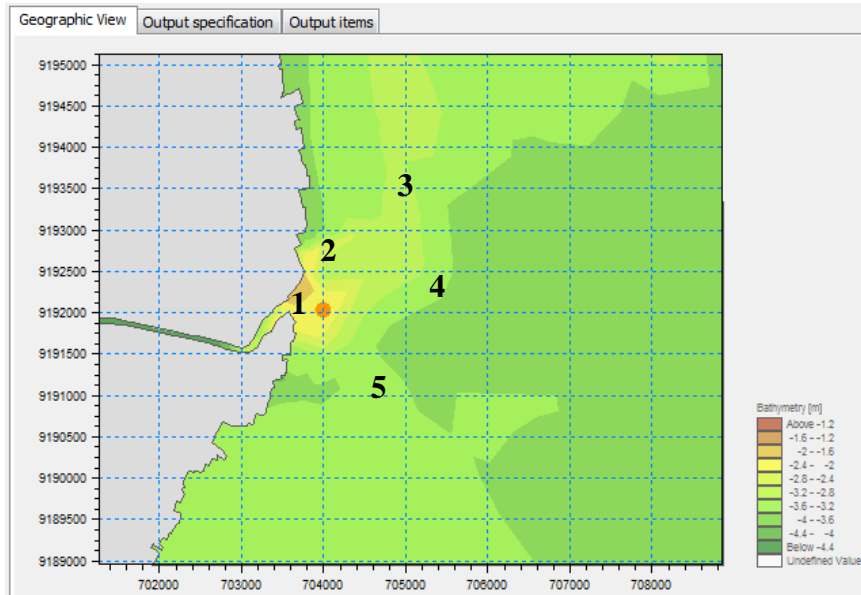 Geographic View Output specification Output items
9195000
9194500
9194000
9193500
9193000
9192500
9192000
9191500
9191000
9190500
9190000
9189500
9189000
3
2
4
1
5
702000 703000 704000 705000 706000 707000 708000
Bathymetry [m]
Above -1.2
-1.6 - -1.2
-2 - -1.6
-2.4 - -2
-2.8 - -2.4
-3.2 - -2.8
-3.6 - -3.2
-4 - -3.6
-4.4 - -4
Below -4.4
Undefined Value